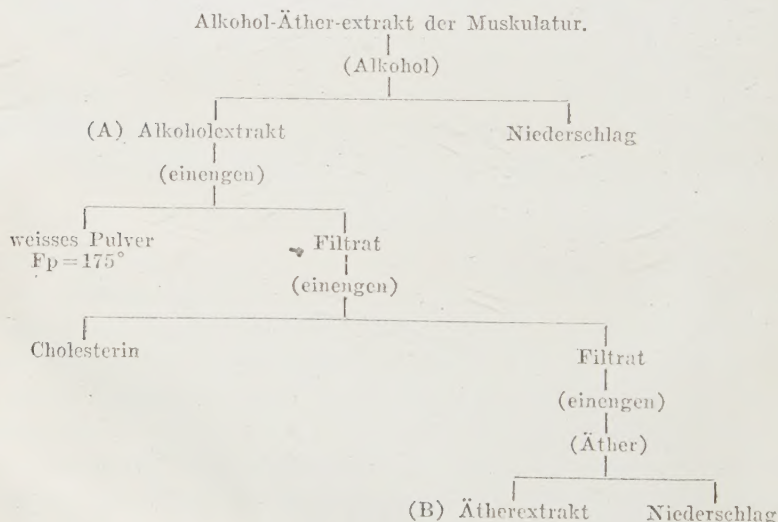 Alkohol-Äther-extrakt der Muskulatur.
(Alkohol)
(A) Alkoholextrakt Niederschlag
(einengen)
weisses Pulver Filtrat
Fp=175°
(einengen)
Cholesterin Filtrat
(einengen)
(Äther)
(B) Ätherextrakt Niederschlag